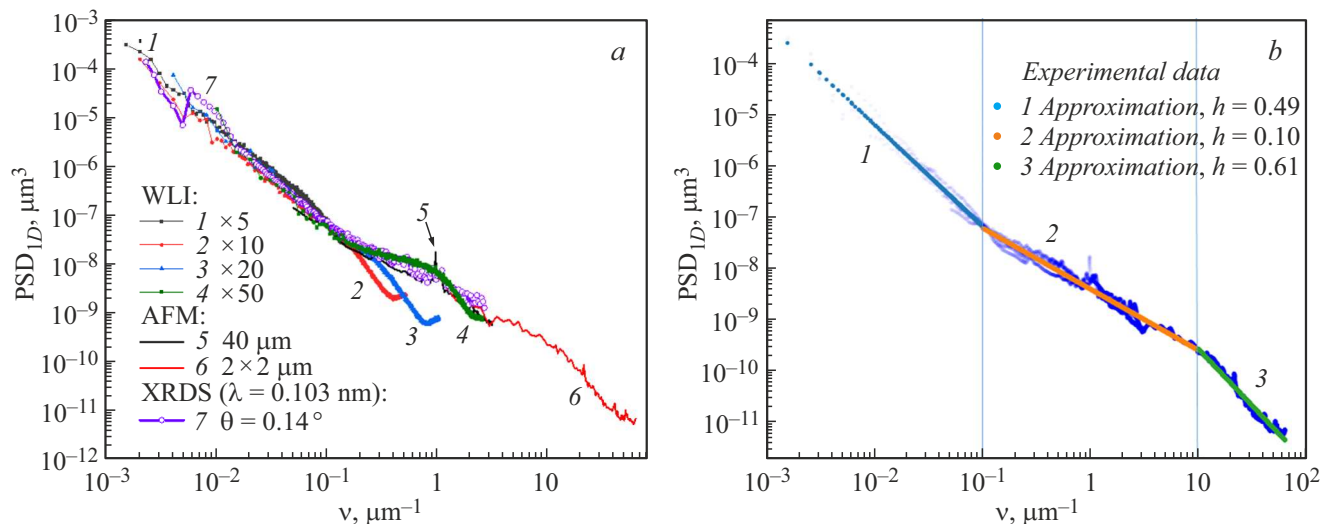 a
10⁻³
10⁻⁴
10⁻⁵
10⁻⁶
10⁻⁷
10⁻⁸
10⁻⁹
10⁻¹⁰
10⁻¹¹
10⁻¹²
PSD1D, μm³
1
7
5
2
3
4
6
WLI:
1 ×5
2 ×10
3 ×20
4 ×50
AFM:
5 40 μm
6 2×2 μm
XRDS (λ = 0.103 nm):
7 θ = 0.14°
10⁻³
10⁻²
10⁻¹
1
10
ν, μm⁻¹
b
10⁻⁴
10⁻⁵
10⁻⁶
10⁻⁷
10⁻⁸
10⁻⁹
10⁻¹⁰
10⁻¹¹
PSD1D, μm³
Experimental data
1 Approximation, h = 0.49
2 Approximation, h = 0.10
3 Approximation, h = 0.61
1
2
3
10⁻³
10⁻²
10⁻¹
1
10
10²
ν, μm⁻¹